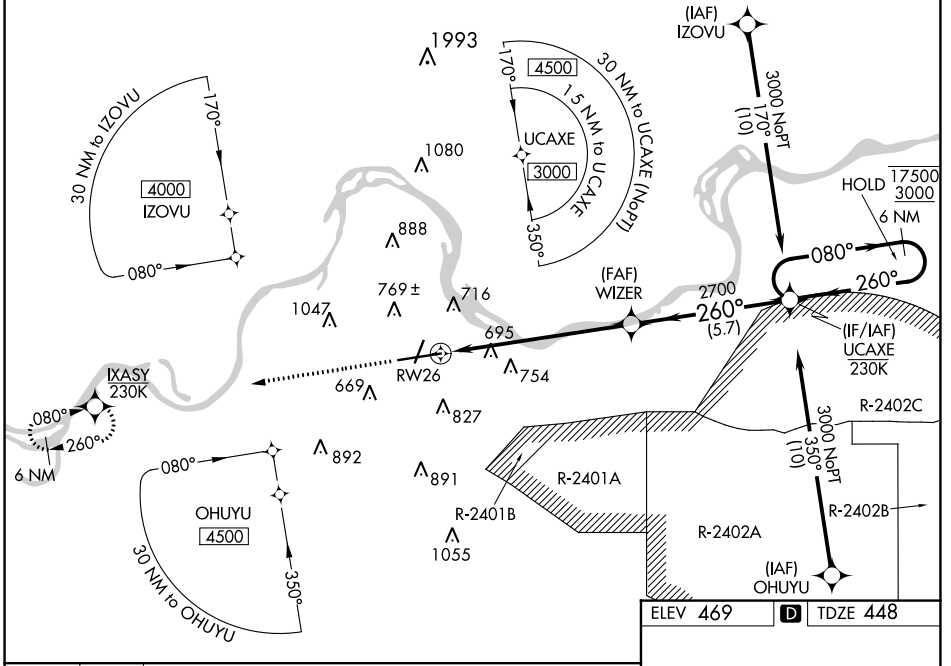 (IAF)
IZOVU
1993
170°
4500
30 NM to UCAXE (NoPT)
15 NM to UCAXE
UCAXE
3000
350°
30 NM to IZOVU
170°
4000
IZOVU
080°
3000 NoPT
170°
(10)
1080
HOLD 17500
3000
6 NM
080°
260°
888
(FAF)
WIZER
2700
260°
(5.7)
769±
716
1047
695
(IF/IAF)
UCAXE
230K
RW26
754
IXASY
230K
669
827
R-2402C
080°
260°
6 NM
892
3000 NoPT
350°
(10)
080°
891
R-2401A
R-2401B
R-2402B
OHUYU
4500
R-2402A
1055
350°
30 NM to OHUYU
(IAF)
OHUYU
ELEV 469 D TDZE 448